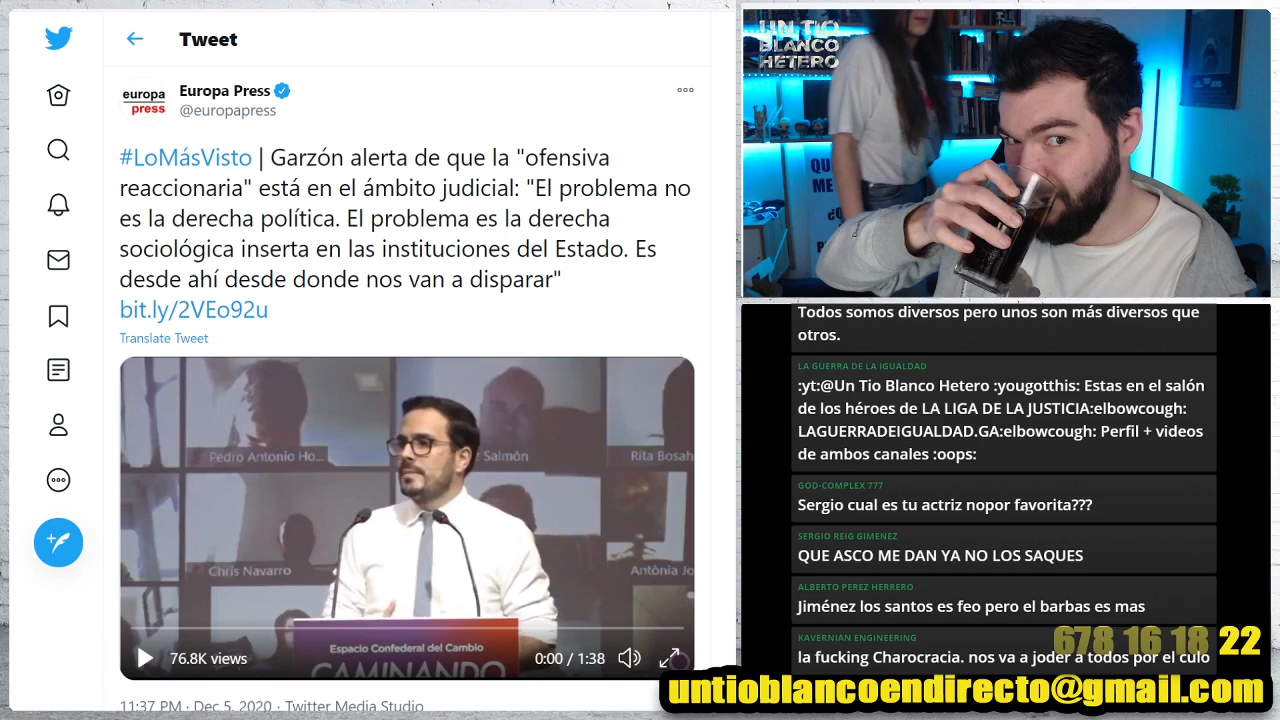 Tweet
europa
press
Europa Press
@europapress
#LoMásVisto | Garzón alerta de que la "ofensiva
reaccionaria" está en el ámbito judicial: "El problema no
es la derecha política. El problema es la derecha
sociológica inserta en las instituciones del Estado. Es
desde ahí desde donde nos van a disparar"
bit.ly/2VEo92u
Translate Tweet
Pedro Antonio Ho...
Salmón
Rita Bosah
Chris Navarro
Antònia Jo
Espacio Confederal del Cambio
CAMINANDO
76.8K views
0:00 / 1:38
11:37 PM · Dec 5, 2020 · Twitter Media Studio
UN TIO
BLANCO
HETERO
Todos somos diversos pero unos son más diversos que
otros.
LA GUERRA DE LA IGUALDAD
:yt:@Un Tio Blanco Hetero :yougotthis: Estas en el salón
de los héroes de LA LIGA DE LA JUSTICIA:elbowcough:
LAGUERRADEIGUALDAD.GA:elbowcough: Perfil + videos
de ambos canales :oops:
GOD-COMPLEX 777
Sergio cual es tu actriz nopor favorita???
SERGIO REIG GIMENEZ
QUE ASCO ME DAN YA NO LOS SAQUES
ALBERTO PEREZ HERRERO
Jiménez los santos es feo pero el barbas es mas
KAVERNIAN ENGINEERING
la fucking Charocracia. nos va a joder a todos por el culo
678 16 18 22
untioblancoendirecto@gmail.com